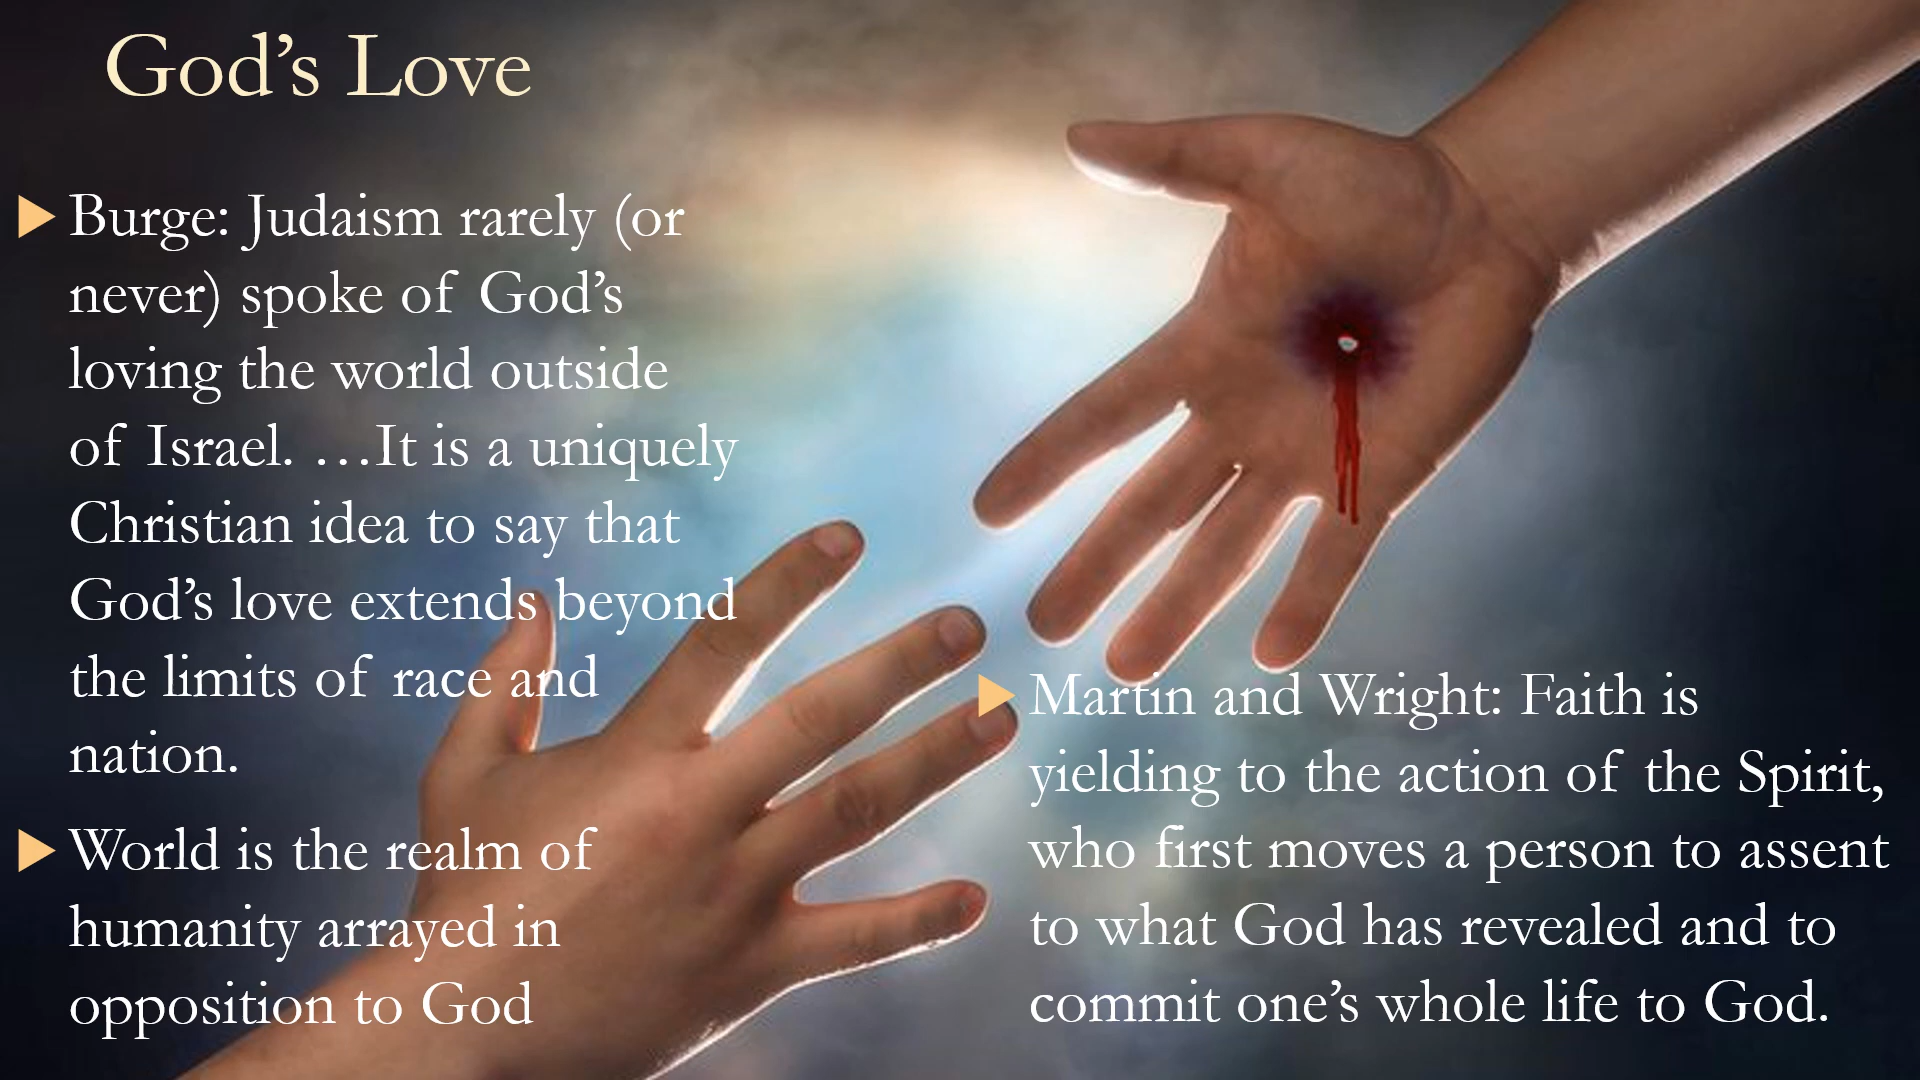 God’s Love
Burge: Judaism rarely (or
never) spoke of God’s
loving the world outside
of Israel. …It is a uniquely
Christian idea to say that
God’s love extends beyond
the limits of race and
nation.
World is the realm of
humanity arrayed in
opposition to God
Martin and Wright: Faith is
yielding to the action of the Spirit,
who first moves a person to assent
to what God has revealed and to
commit one’s whole life to God.